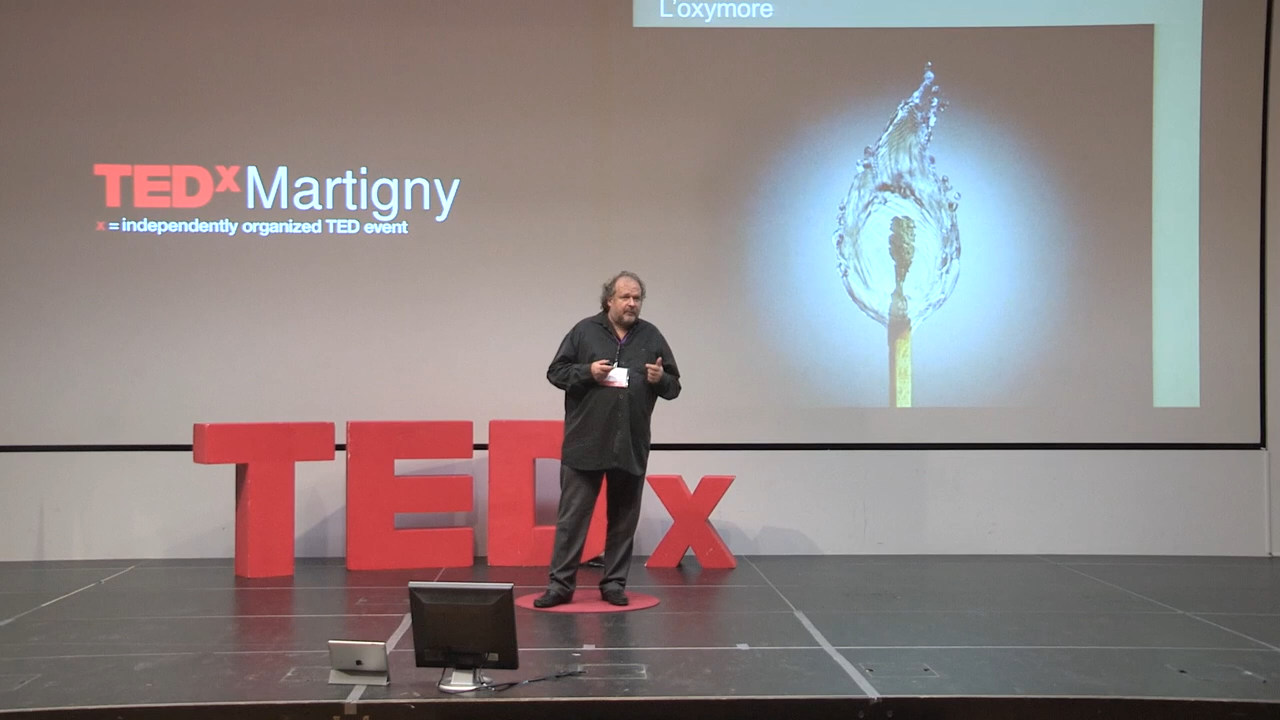 L'oxymore
TEDxMartigny
x = independently organized TED event
TEDx